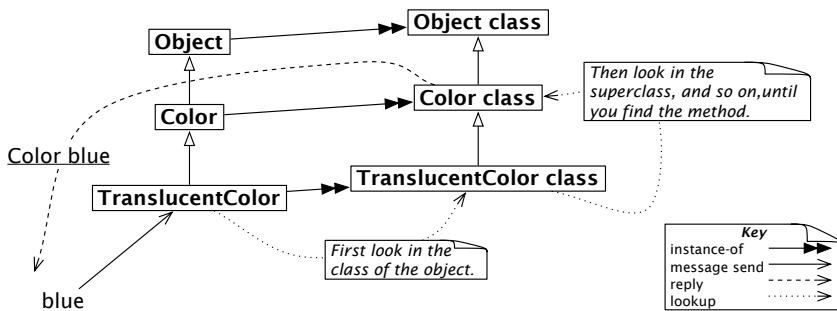 Object class
Object
Then look in the
superclass, and so on,until
you find the method.
Color class
Color
Color blue
TranslucentColor class
TranslucentColor
First look in the
class of the object.
Key
instance-of
message send
reply
lookup
blue